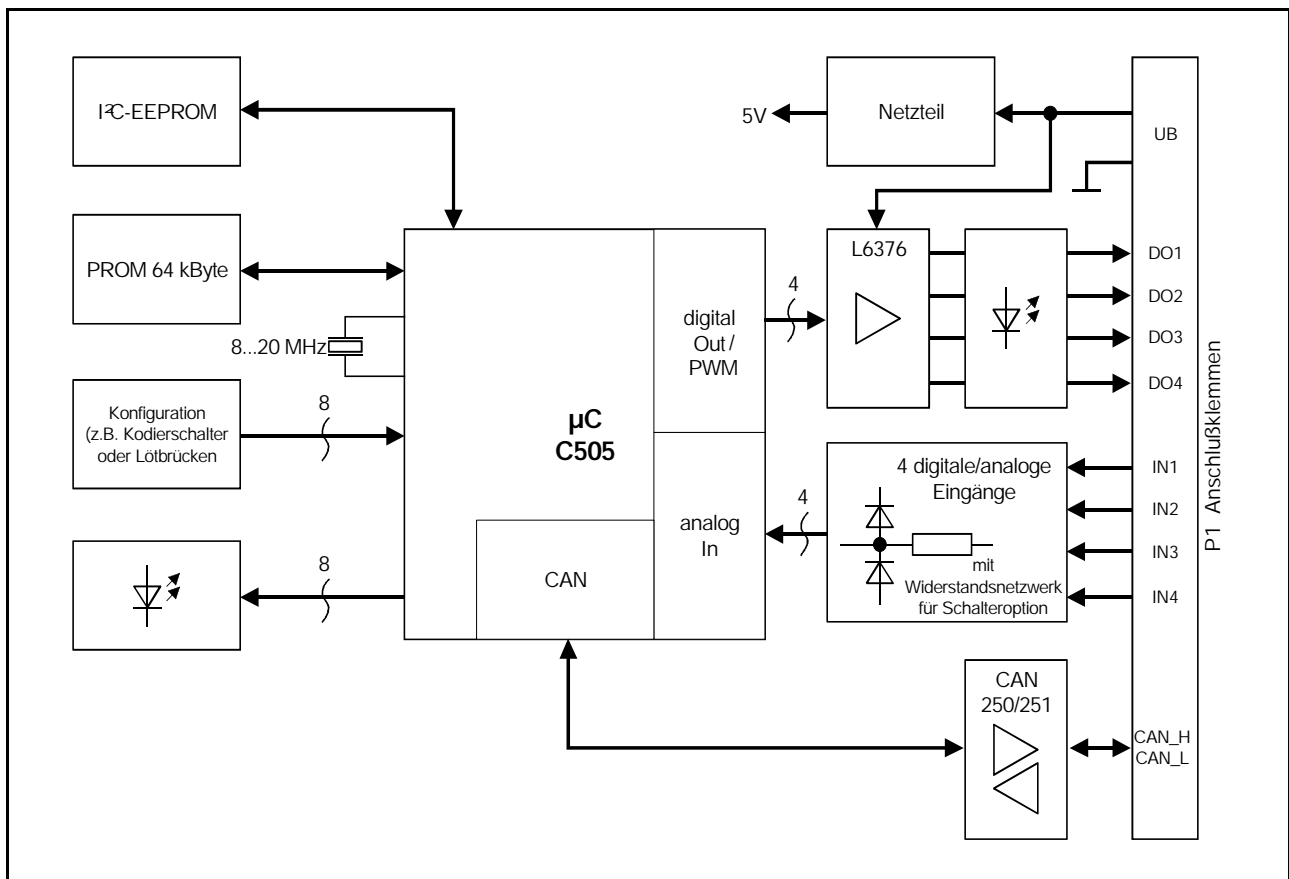 I²C-EEPROM
PROM 64 kByte
8...20 MHz
Konfiguration
(z.B. Kodierschalter
oder Lötbrücken
8
8
µC
C505
CAN
digital
Out /
PWM
analog
In
5V
Netzteil
UB
4
L6376
DO1
DO2
DO3
DO4
4
4 digitale/analoge
Eingänge
mit
Widerstandsnetzwerk
für Schalteroption
IN1
IN2
IN3
IN4
CAN
250/251
CAN_H
CAN_L
P1 Anschlußklemmen